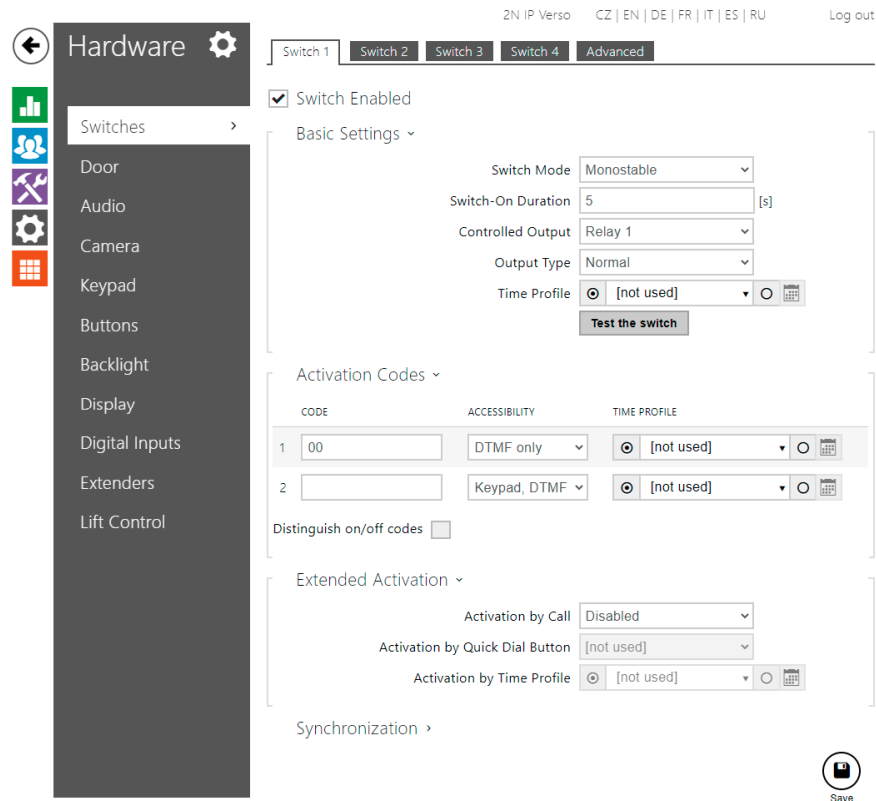 2N IP Verso CZ | EN | DE | FR | IT | ES | RU Log out
Hardware
Switches
Door
Audio
Camera
Keypad
Buttons
Backlight
Display
Digital Inputs
Extenders
Lift Control
Switch 1 Switch 2 Switch 3 Switch 4 Advanced
Switch Enabled
Basic Settings
Switch Mode Monostable
Switch-On Duration 5 [s]
Controlled Output Relay 1
Output Type Normal
Time Profile [not used]
Test the switch
Activation Codes
CODE ACCESSIBILITY TIME PROFILE
1 00 DTMF only [not used]
2 Keypad, DTMF [not used]
Distinguish on/off codes
Extended Activation
Activation by Call Disabled
Activation by Quick Dial Button [not used]
Activation by Time Profile [not used]
Synchronization
Save